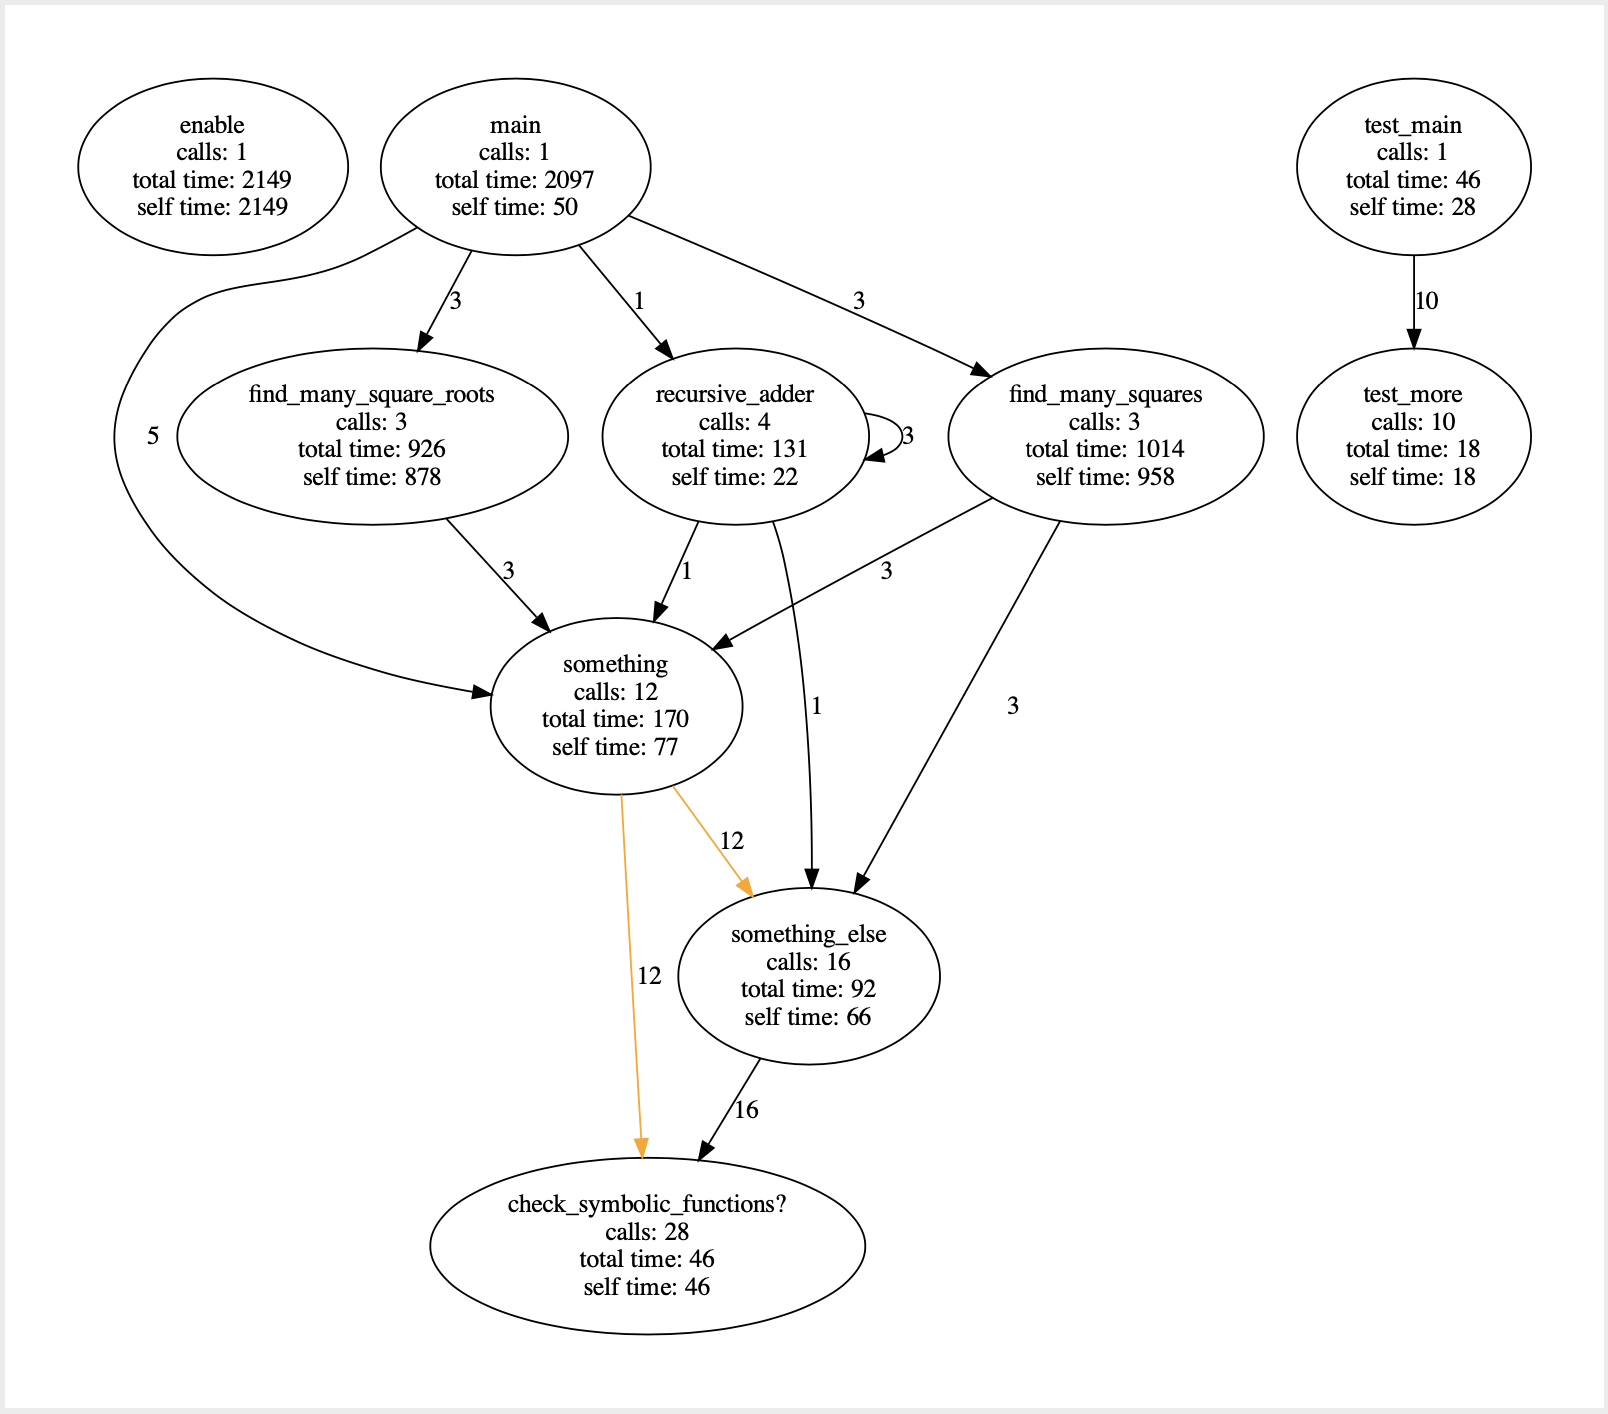 enable
calls: 1
total time: 2149
self time: 2149
main
calls: 1
total time: 2097
self time: 50
test_main
calls: 1
total time: 46
self time: 28
3
1
3
10
find_many_square_roots
calls: 3
total time: 926
self time: 878
recursive_adder
calls: 4
total time: 131
self time: 22
find_many_squares
calls: 3
total time: 1014
self time: 958
test_more
calls: 10
total time: 18
self time: 18
5
3
3
1
3
something
calls: 12
total time: 170
self time: 77
1
3
12
something_else
calls: 16
total time: 92
self time: 66
12
16
check_symbolic_functions?
calls: 28
total time: 46
self time: 46